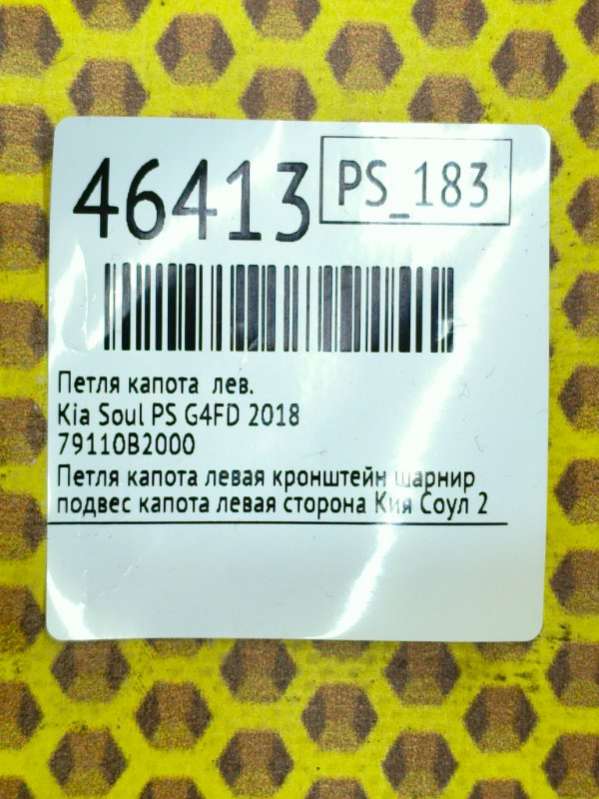 46413
PS_183
Петля капота лев.
Kia Soul PS G4FD 2018
79110B2000
Петля капота левая кронштейн шарнир
подвес капота левая сторона Кия Соул 2